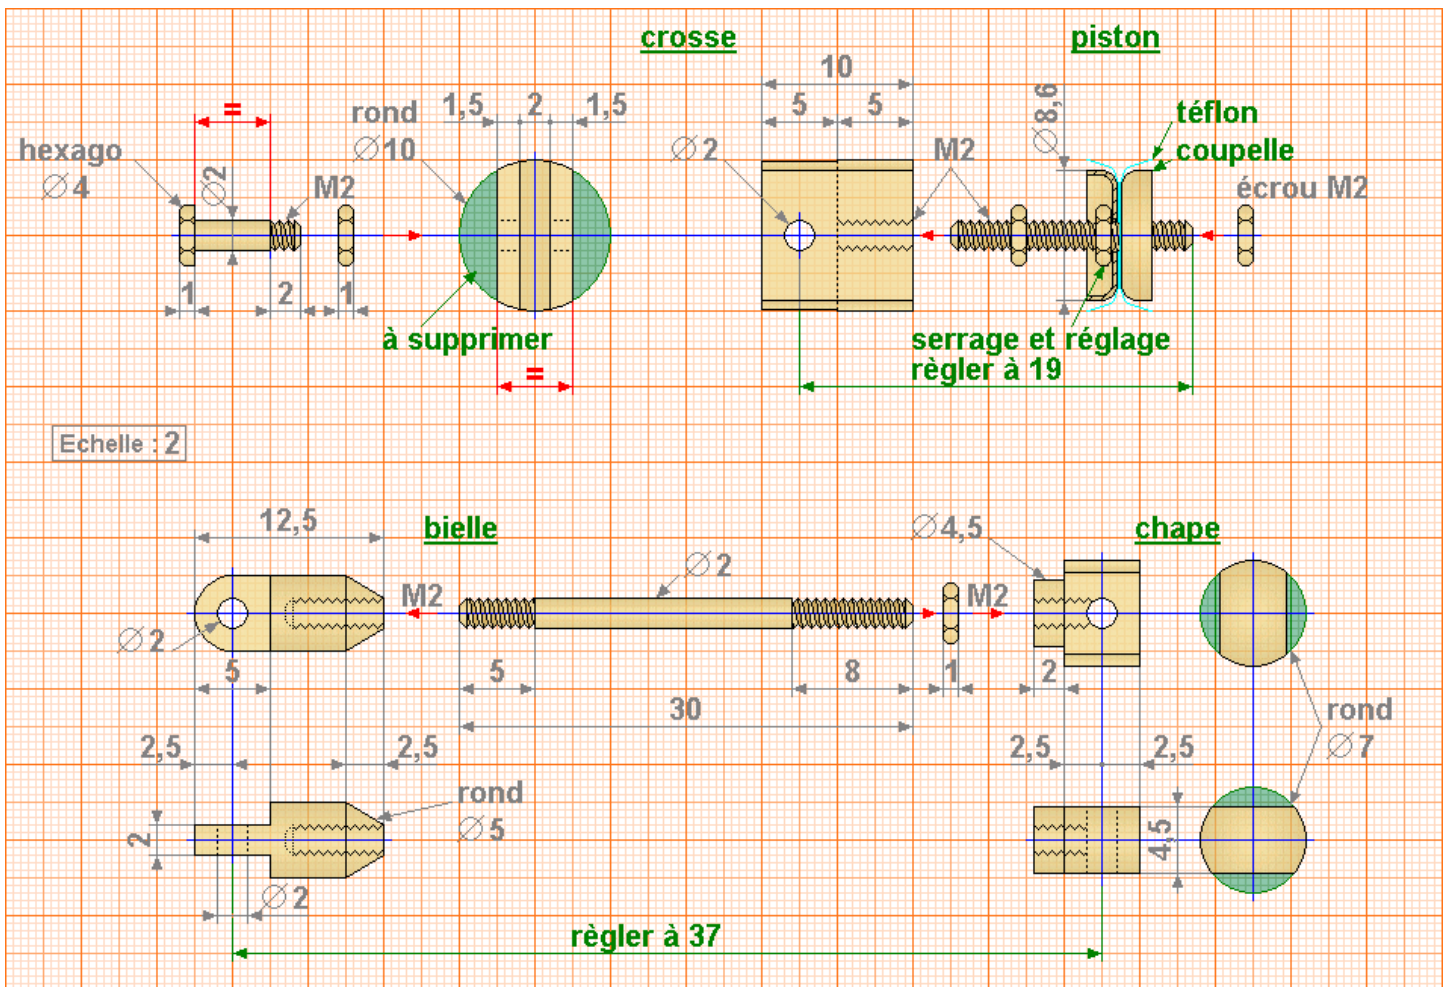 crosse
piston
10
1,5 2 1,5
5 5
Ø8,6
téflon
=
rond
Ø10
hexago
Ø4
Ø2
M2
Ø2
M2
coupelle
écrou M2
1
2
1
à supprimer
=
serrage et réglage
règler à 19
Echelle : 2
12,5
bielle
Ø2
Ø4,5
chape
M2
M2
Ø2
5
5
8
1
2
30
rond
Ø7
2,5
2,5
2,5
2,5
rond
Ø5
2
4,5
Ø2
règler à 37